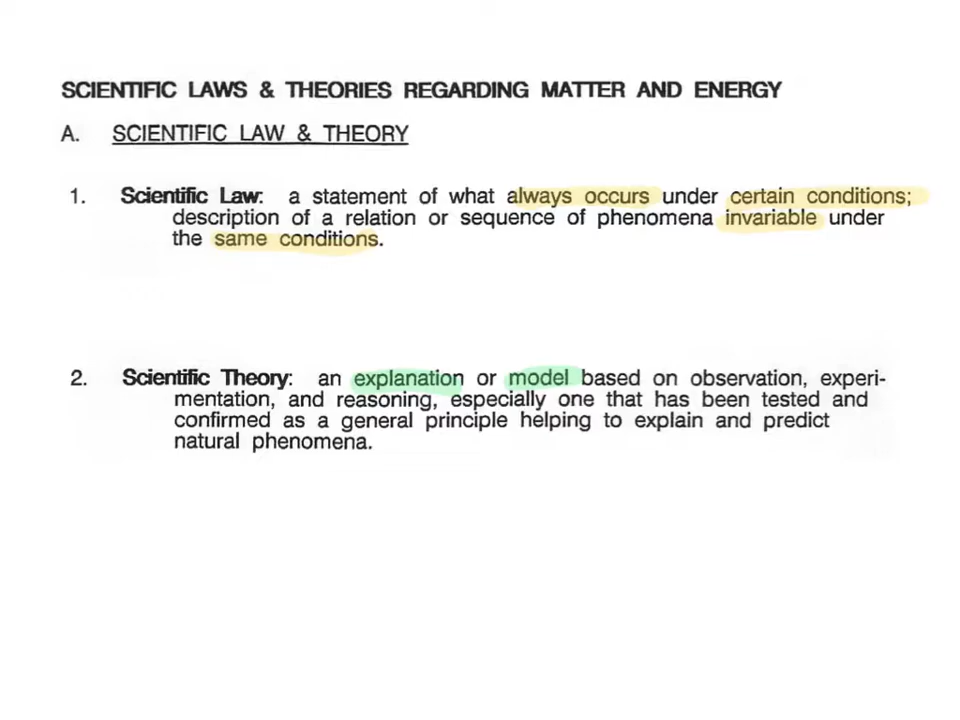 SCIENTIFIC LAWS & THEORIES REGARDING MATTER AND ENERGY
A. SCIENTIFIC LAW & THEORY
1. Scientific Law: a statement of what always occurs under certain conditions;
description of a relation or sequence of phenomena invariable under
the same conditions.
2. Scientific Theory: an explanation or model based on observation, experi-
mentation, and reasoning, especially one that has been tested and
confirmed as a general principle helping to explain and predict
natural phenomena.